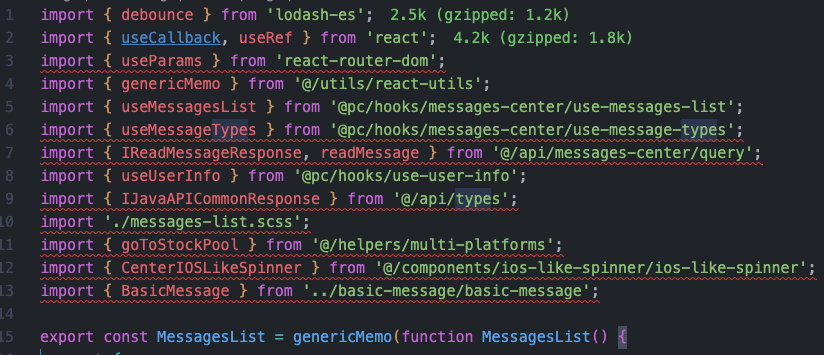 1 import { debounce } from 'lodash-es'; 2.5k (gzipped: 1.2k)
2 import { useCallback, useRef } from 'react'; 4.2k (gzipped: 1.8k)
3 import { useParams } from 'react-router-dom';
4 import { genericMemo } from '@/utils/react-utils';
5 import { useMessagesList } from '@pc/hooks/messages-center/use-messages-list';
6 import { useMessageTypes } from '@pc/hooks/messages-center/use-message-types';
7 import { IReadMessageResponse, readMessage } from '@/api/messages-center/query';
8 import { useUserInfo } from '@pc/hooks/use-user-info';
9 import { IJavaAPICommonResponse } from '@/api/types';
10 import './messages-list.scss';
11 import { goToStockPool } from '@/helpers/multi-platforms';
12 import { CenterIOSLikeSpinner } from '@/components/ios-like-spinner/ios-like-spinner';
13 import { BasicMessage } from '../basic-message/basic-message';
14
15 export const MessagesList = genericMemo(function MessagesList() {